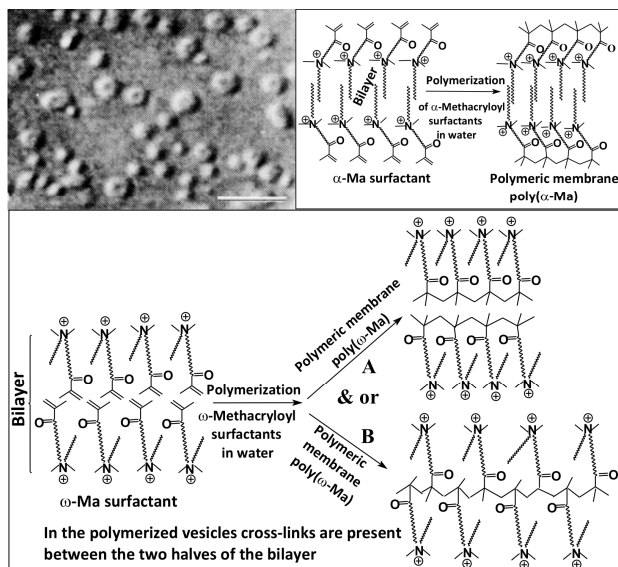 Bilayer
Polymerization
of α-Methacryloyl
surfactants
in water
α-Ma surfactant
Polymeric membrane
poly(α-Ma)
Bilayer
ω-Ma surfactant
Polymerization
ω-Methacryloyl
surfactants
in water
Polymeric membrane
poly(ω-Ma)
A
& or
B
Polymeric
membrane
poly(ω-Ma)
In the polymerized vesicles cross-links are present
between the two halves of the bilayer